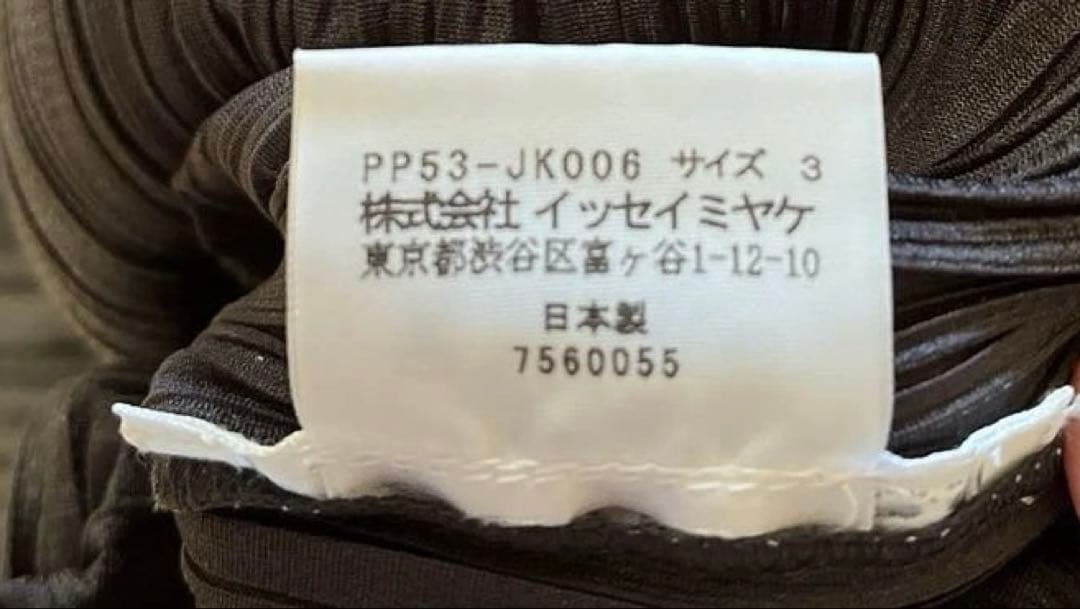 PP53-JK006 サイズ 3
株式会社 イッセイミヤケ
東京都渋谷区富ヶ谷1-12-10
日本製
7560055